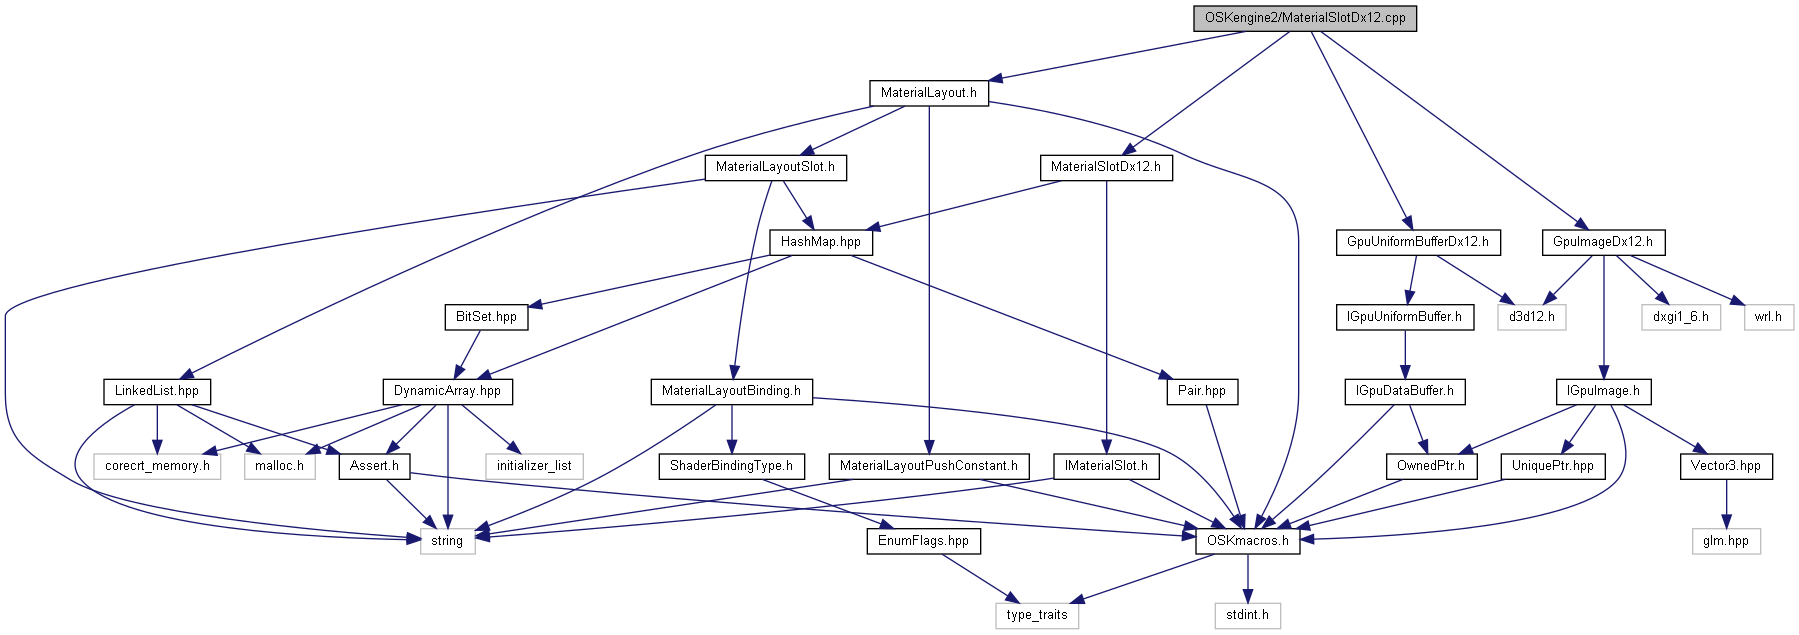 OSKengine2/MaterialSlotDx12.cpp
MaterialLayout.h
MaterialLayoutSlot.h
MaterialSlotDx12.h
HashMap.hpp
GpuUniformBufferDx12.h
GpuImageDx12.h
BitSet.hpp
IGpuUniformBuffer.h
d3d12.h
dxgi1_6.h
wrl.h
LinkedList.hpp
DynamicArray.hpp
MaterialLayoutBinding.h
Pair.hpp
IGpuDataBuffer.h
IGpuImage.h
corecrt_memory.h
malloc.h
Assert.h
initializer_list
ShaderBindingType.h
MaterialLayoutPushConstant.h
IMaterialSlot.h
OwnedPtr.h
UniquePtr.hpp
Vector3.hpp
string
EnumFlags.hpp
OSKmacros.h
glm.hpp
type_traits
stdint.h